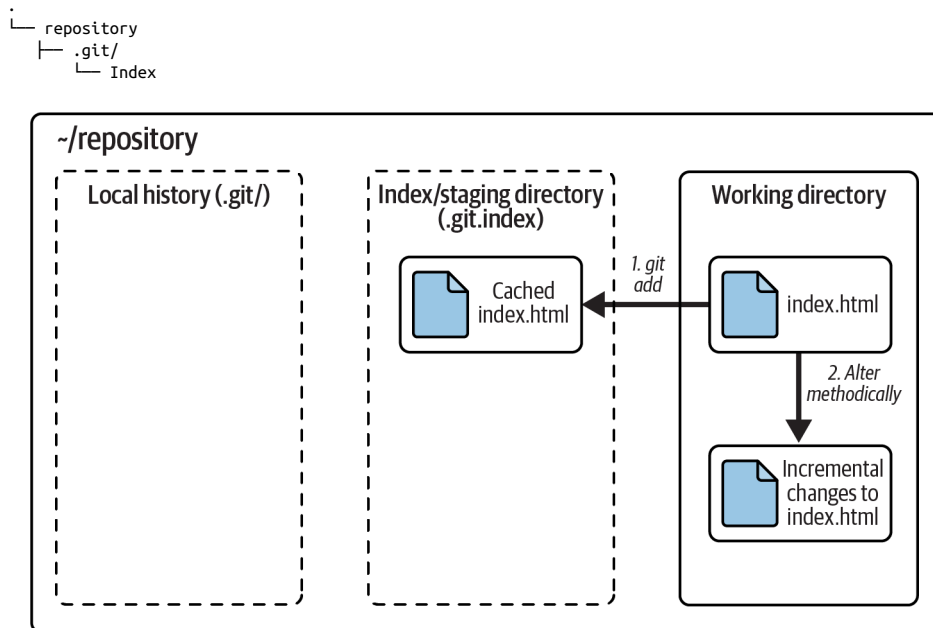 .
└── repository
    ├── .git/
        └── Index
~/repository
Local history (.git/)
Index/staging directory
(.git.index)
Working directory
Cached
index.html
1. git
add
index.html
2. Alter
methodically
Incremental
changes to
index.html